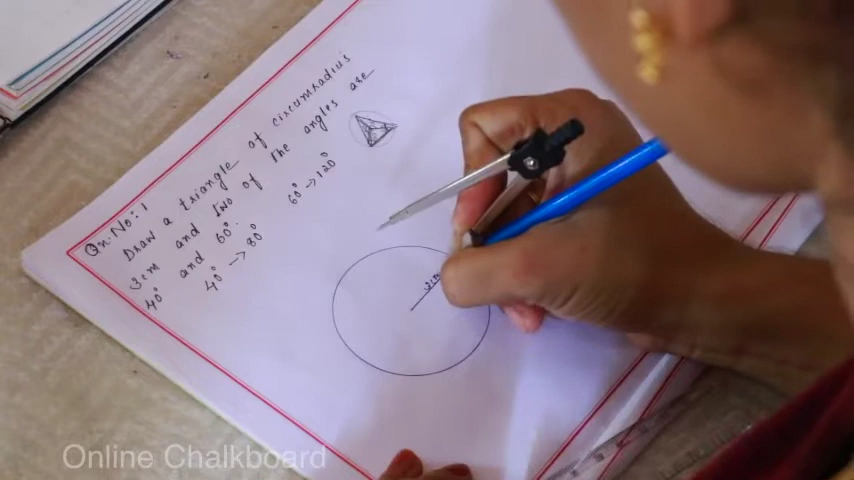 Qn.No:1
Draw a triangle of circumradius
3cm and two of the angles are
40° and 60°.
40° → 80°
60° → 120°
3cm
Online Chalkboard